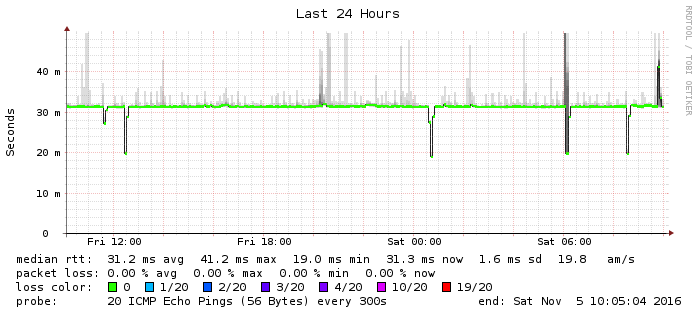 Last 24 Hours
RRDTOOL / TOBI OETIKER
Seconds
40 m
30 m
20 m
10 m
0
Fri 12:00 Fri 18:00 Sat 00:00 Sat 06:00
median rtt: 31.2 ms avg 41.2 ms max 19.0 ms min 31.3 ms now 1.6 ms sd 19.8 am/s
packet loss: 0.00 % avg 0.00 % max 0.00 % min 0.00 % now
loss color: 0 1/20 2/20 3/20 4/20 10/20 19/20
probe: 20 ICMP Echo Pings (56 Bytes) every 300s end: Sat Nov 5 10:05:04 2016